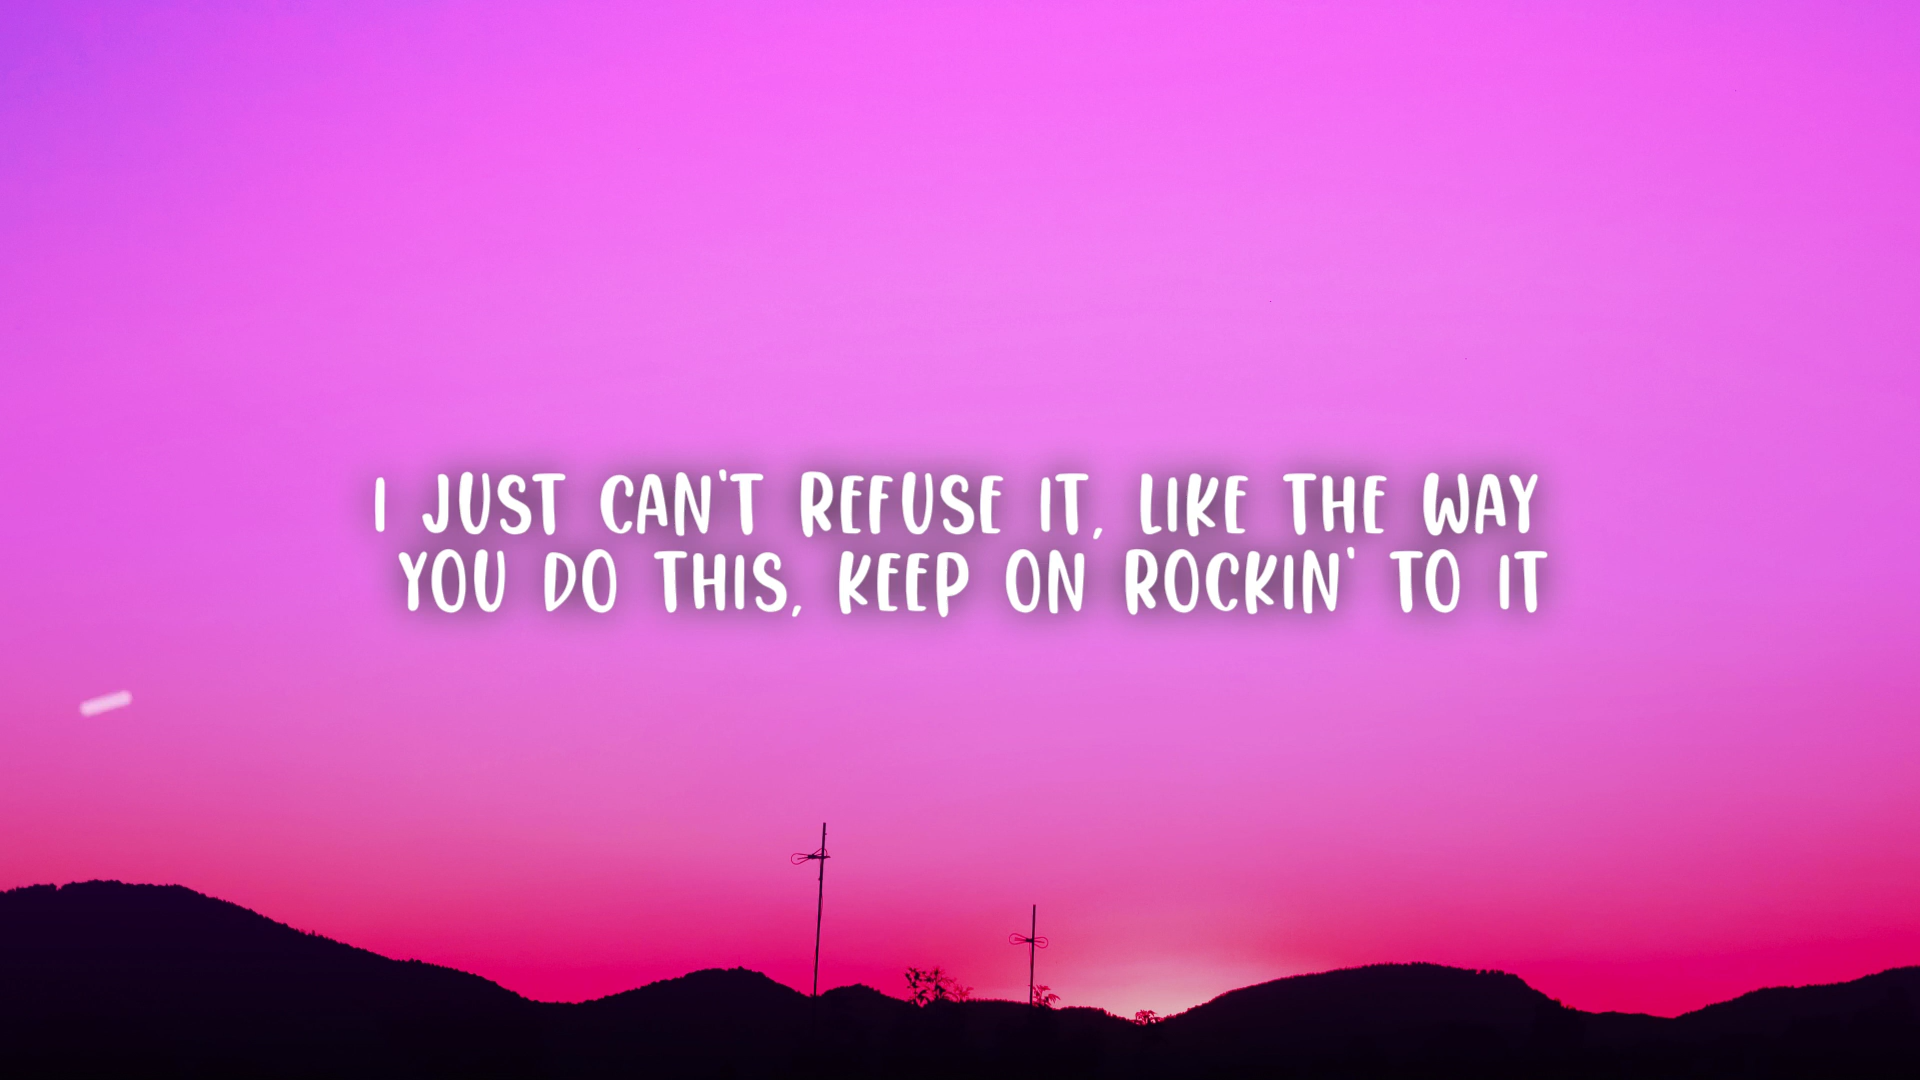 I JUST CAN'T REFUSE IT, LIKE THE WAY
YOU DO THIS, KEEP ON ROCKIN' TO IT